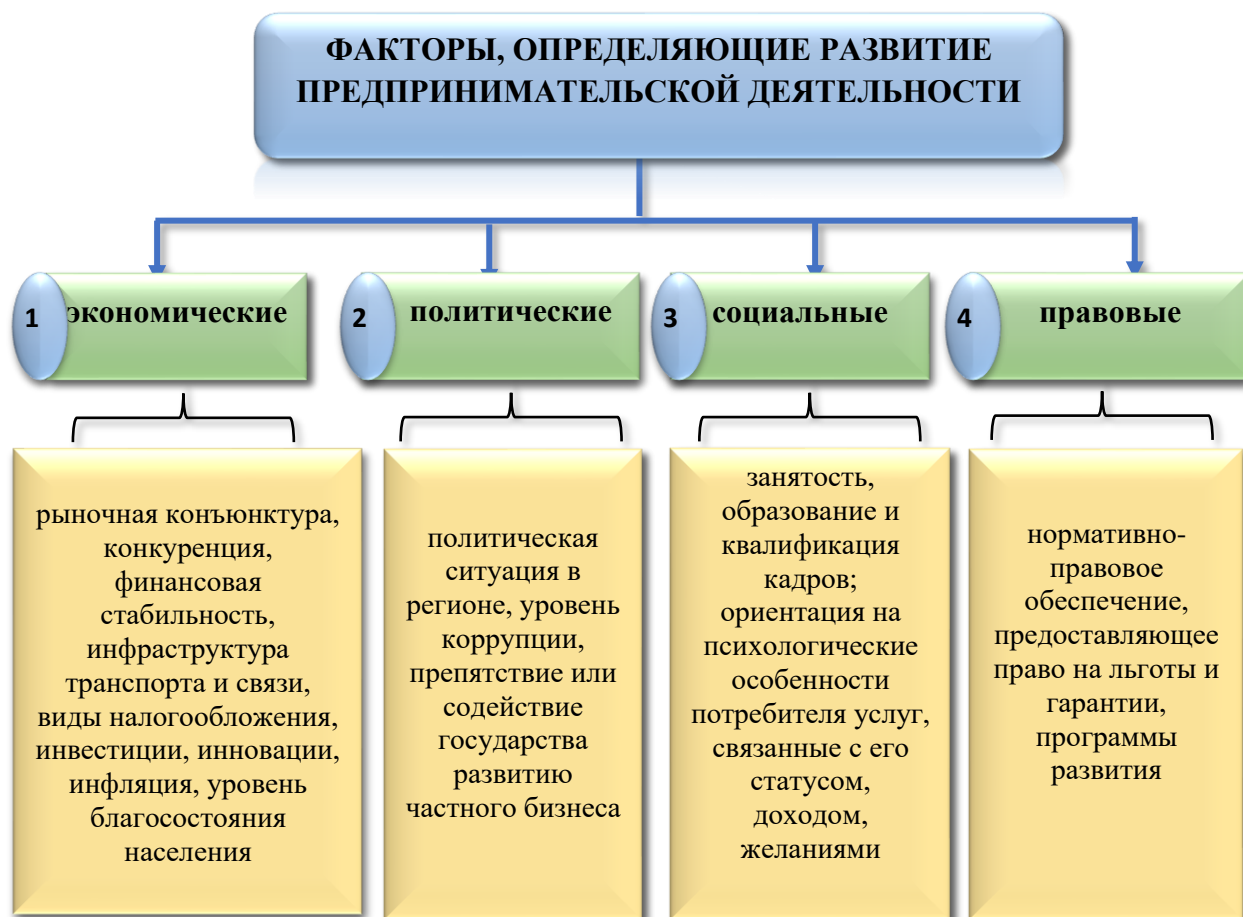 ФАКТОРЫ, ОПРЕДЕЛЯЮЩИЕ РАЗВИТИЕ
ПРЕДПРИНИМАТЕЛЬСКОЙ ДЕЯТЕЛЬНОСТИ
1 экономические
2 политические
3 социальные
4 правовые
рыночная конъюнктура,
конкуренция,
финансовая
стабильность,
инфраструктура
транспорта и связи,
виды налогообложения,
инвестиции, инновации,
инфляция, уровень
благосостояния
населения
политическая
ситуация в
регионе, уровень
коррупции,
препятствие или
содействие
государства
развитию
частного бизнеса
занятость,
образование и
квалификация
кадров;
ориентация на
психологические
особенности
потребителя услуг,
связанные с его
статусом,
доходом,
желаниями
нормативно-
правовое
обеспечение,
предоставляющее
право на льготы и
гарантии,
программы
развития